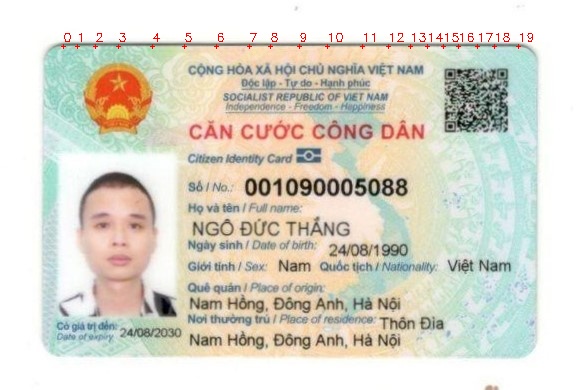 0 1 2 3 4 5 6 7 8 9 10 11 12 13 14 15 16 17 18 19
CỘNG HÒA XÃ HỘI CHỦ NGHĨA VIỆT NAM
Độc lập - Tự do - Hạnh phúc
SOCIALIST REPUBLIC OF VIET NAM
Independence - Freedom - Happiness
CĂN CƯỚC CÔNG DÂN
Citizen Identity Card
Số / No.: 001090005088
Họ và tên / Full name:
NGÔ ĐỨC THẮNG
Ngày sinh / Date of birth: 24/08/1990
Giới tính / Sex: Nam Quốc tịch / Nationality: Việt Nam
Quê quán / Place of origin:
Nam Hồng, Đông Anh, Hà Nội
Nơi thường trú / Place of residence: Thôn Đìa
Nam Hồng, Đông Anh, Hà Nội
Có giá trị đến: 24/08/2030
Date of expiry